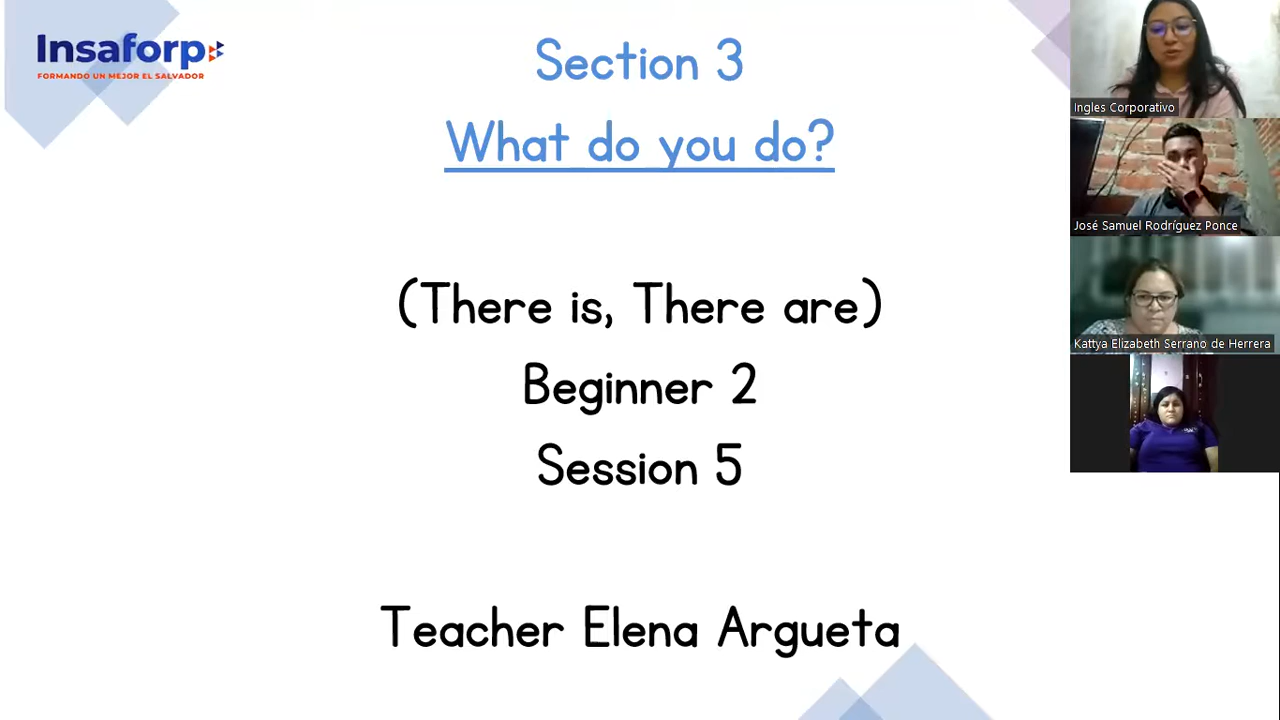 Insaforp
FORMANDO UN MEJOR EL SALVADOR
Section 3
What do you do?
(There is, There are)
Beginner 2
Session 5
Teacher Elena Argueta
Ingles Corporativo
José Samuel Rodríguez Ponce
Kattya Elizabeth Serrano de Herrera